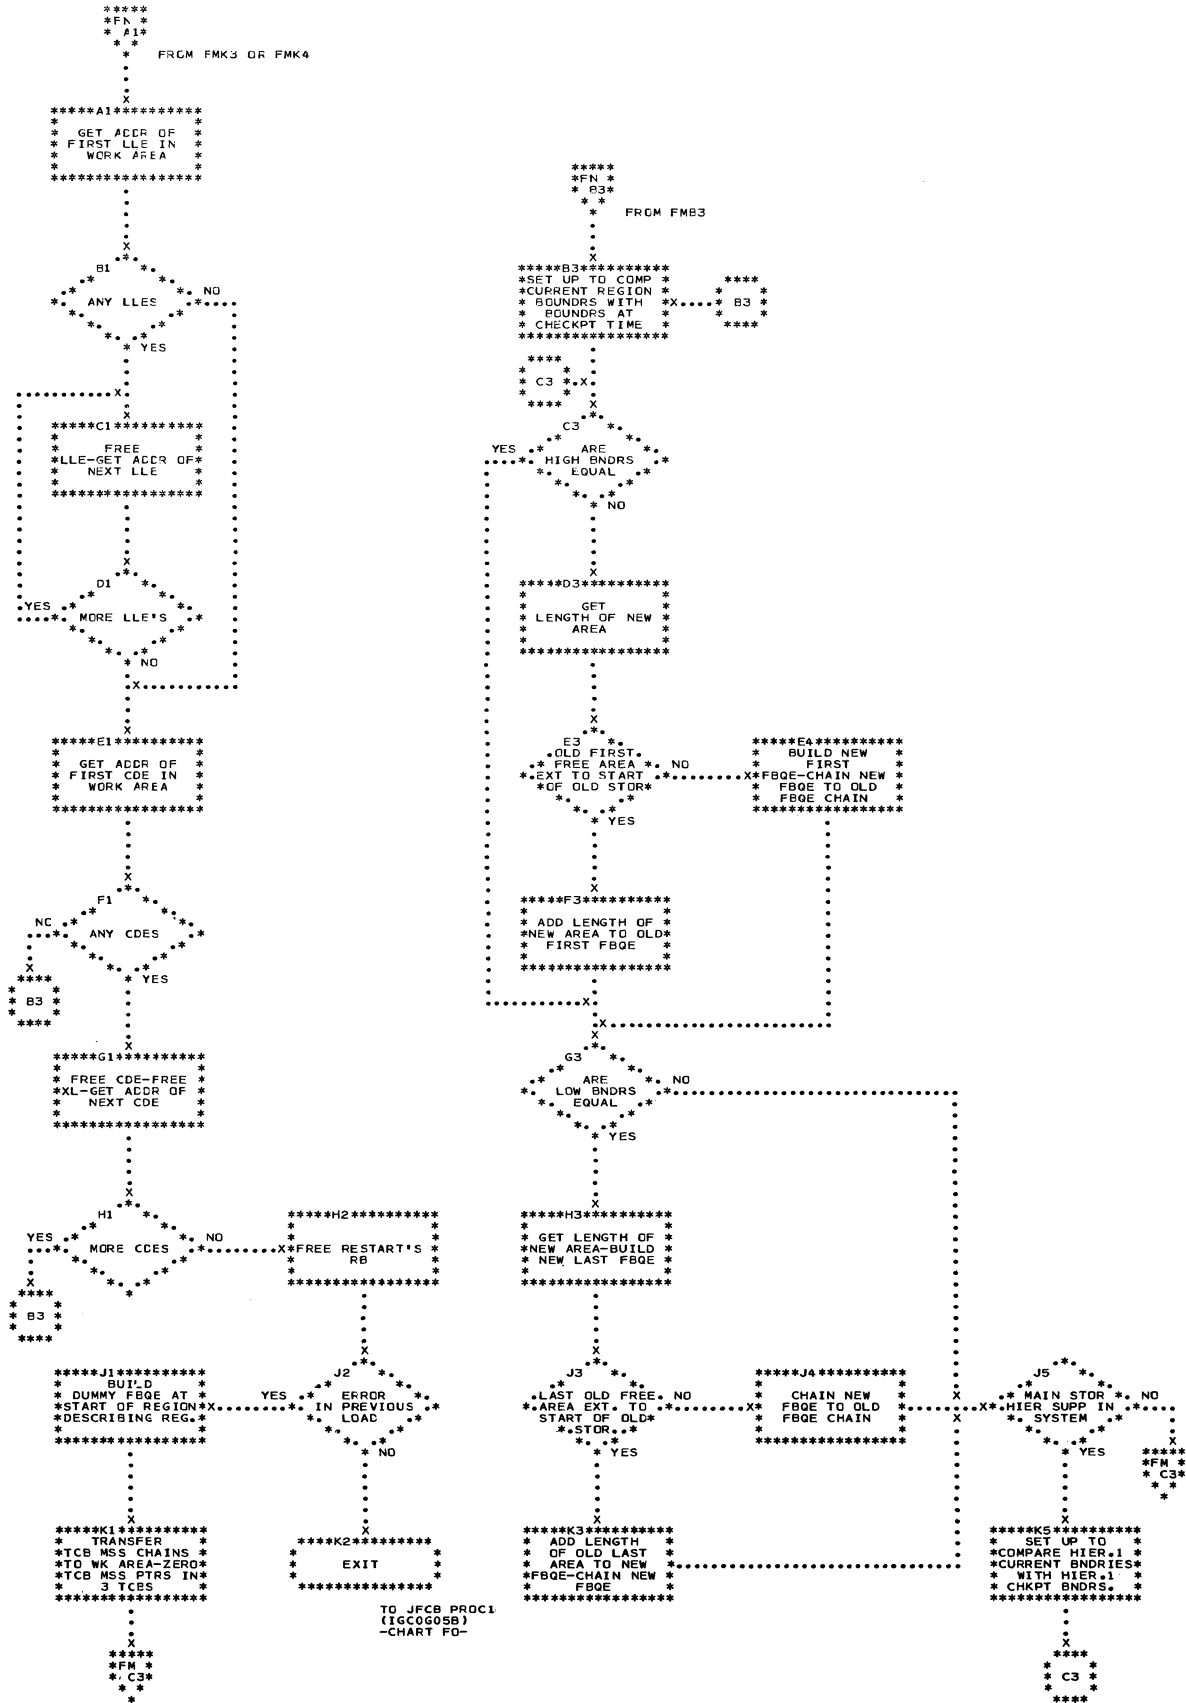 FN
A1
FROM FMK3 OR FMK4
A1
GET ADDR OF
FIRST LLE IN
WORK AREA
B1
ANY LLES
NO
YES
C1
FREE
LLE-GET ADDR OF
NEXT LLE
D1
YES
MORE LLE'S
NO
E1
GET ADDR OF
FIRST CDE IN
WORK AREA
F1
NO
ANY CDES
YES
B3
G1
FREE CDE-FREE
XL-GET ADDR OF
NEXT CDE
H1
YES
MORE CDES
NO
B3
H2
FREE RESTART'S
RB
J1
BUILD
DUMMY FBQE AT
START OF REGION
DESCRIBING REG.
J2
YES
ERROR
IN PREVIOUS
LOAD
NO
K1
TRANSFER
TCB MSS CHAINS
TO WK AREA-ZERO
TCB MSS PTRS IN
3 TCBS
K2
EXIT
TO JFCB PROC1
(IGC0G05B)
-CHART FO-
FM
C3
FN
B3
FROM FMB3
B3
SET UP TO COMP
CURRENT REGION
BOUNDRS WITH
BOUNDRS AT
CHECKPT TIME
B3
C3
C3
YES
ARE
HIGH BNDRS
EQUAL
NO
D3
GET
LENGTH OF NEW
AREA
E3
OLD FIRST
FREE AREA
EXT TO START
OF OLD STOR
NO
YES
E4
BUILD NEW
FIRST
FBQE-CHAIN NEW
FBQE TO OLD
FBQE CHAIN
F3
ADD LENGTH OF
NEW AREA TO OLD
FIRST FBQE
G3
ARE
LOW BNDRS
EQUAL
NO
YES
H3
GET LENGTH OF
NEW AREA-BUILD
NEW LAST FBQE
J3
LAST OLD FREE
AREA EXT. TO
START OF OLD
STOR
NO
YES
J4
CHAIN NEW
FBQE TO OLD
FBQE CHAIN
J5
MAIN STOR
HIER SUPP IN
SYSTEM
NO
YES
FM
C3
K3
ADD LENGTH
OF OLD LAST
AREA TO NEW
FBQE-CHAIN NEW
FBQE
K5
SET UP TO
COMPARE HIER.1
CURRENT BNDRIES
WITH HIER.1
CHKPT BNDRS.
C3